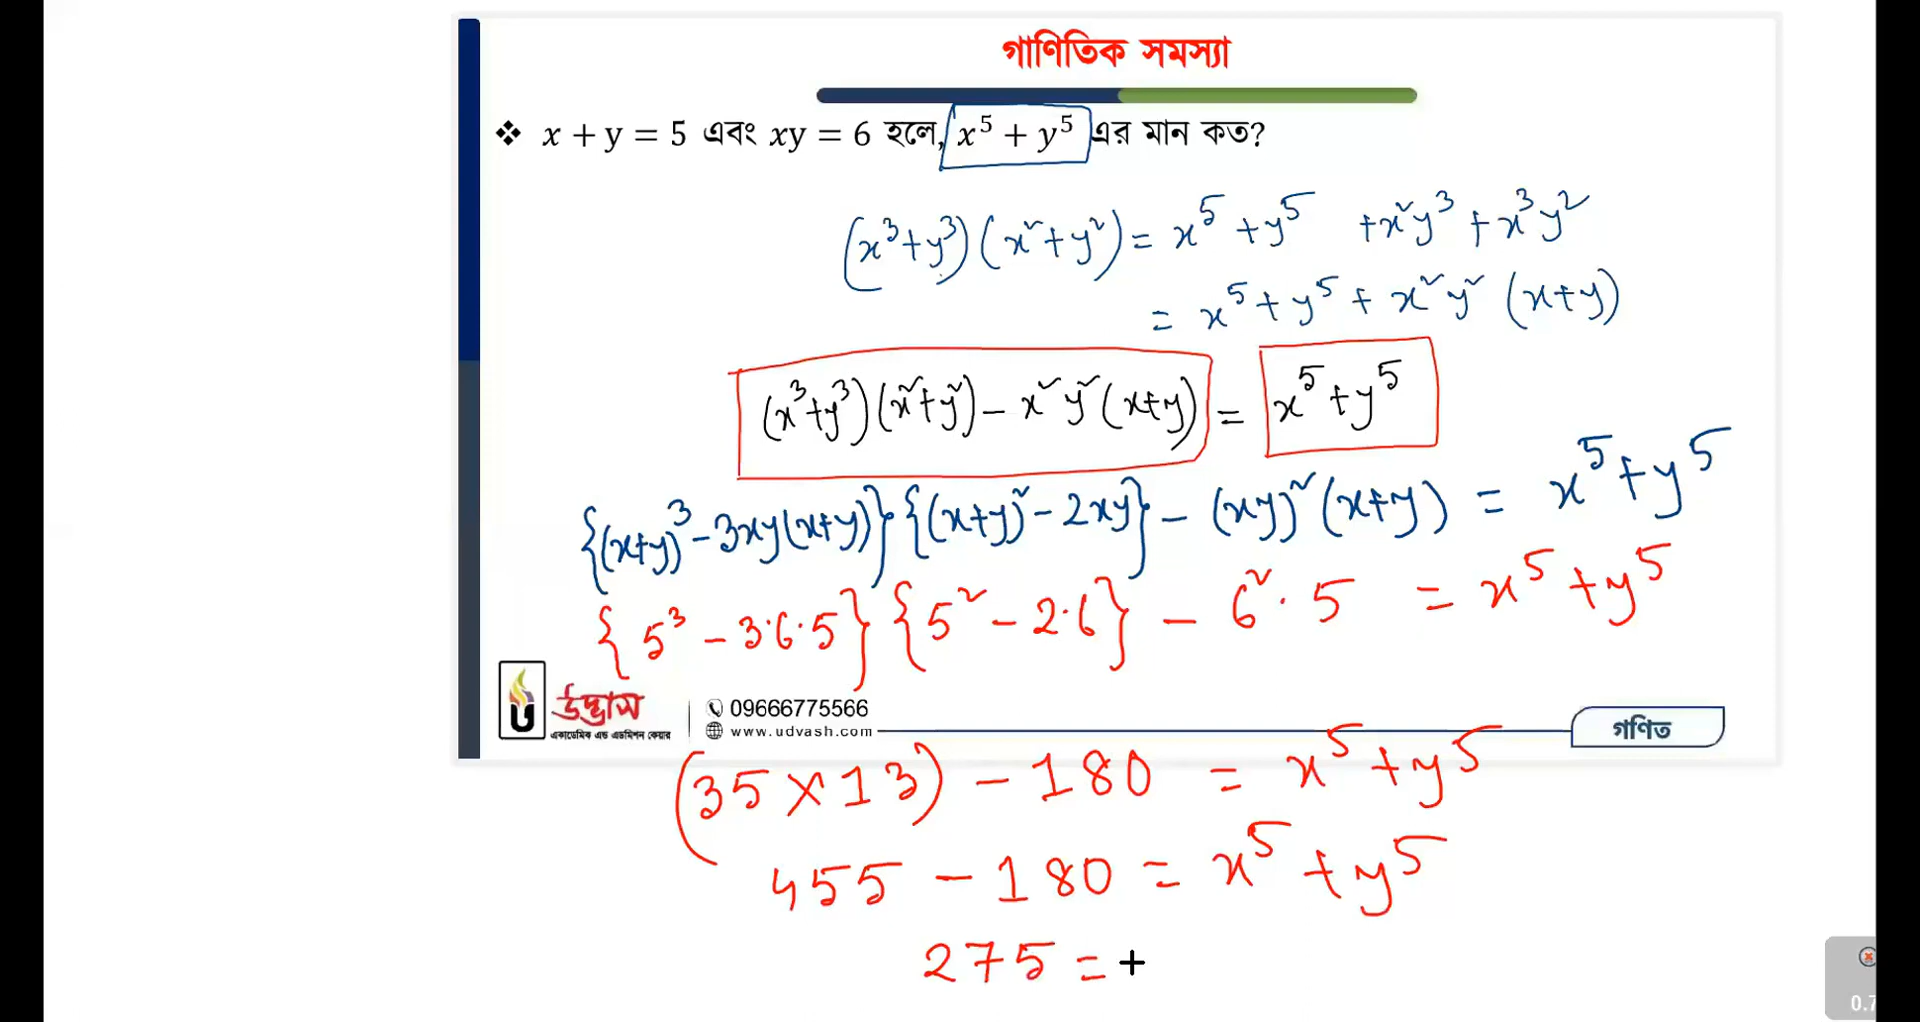 গাণিতিক সমস্যা
❖ x + y = 5 এবং xy = 6 হলে, x⁵ + y⁵ এর মান কত?
(x³+y³)(x²+y²) = x⁵+y⁵ +x²y³+x³y²
= x⁵+y⁵+x²y²(x+y)
(x³+y³)(x²+y²)-x²y²(x+y) = x⁵+y⁵
{(x+y)³-3xy(x+y)}{(x+y)²-2xy} - (xy)²(x+y) = x⁵+y⁵
{5³-3·6·5}{5²-2·6} - 6²·5 = x⁵+y⁵
উদ্ভাস
একাডেমিক এন্ড এডমিশন কেয়ার
09666775566
www.udvash.com
গণিত
(35×13)-180 = x⁵+y⁵
455-180 = x⁵+y⁵
275 =
0.7